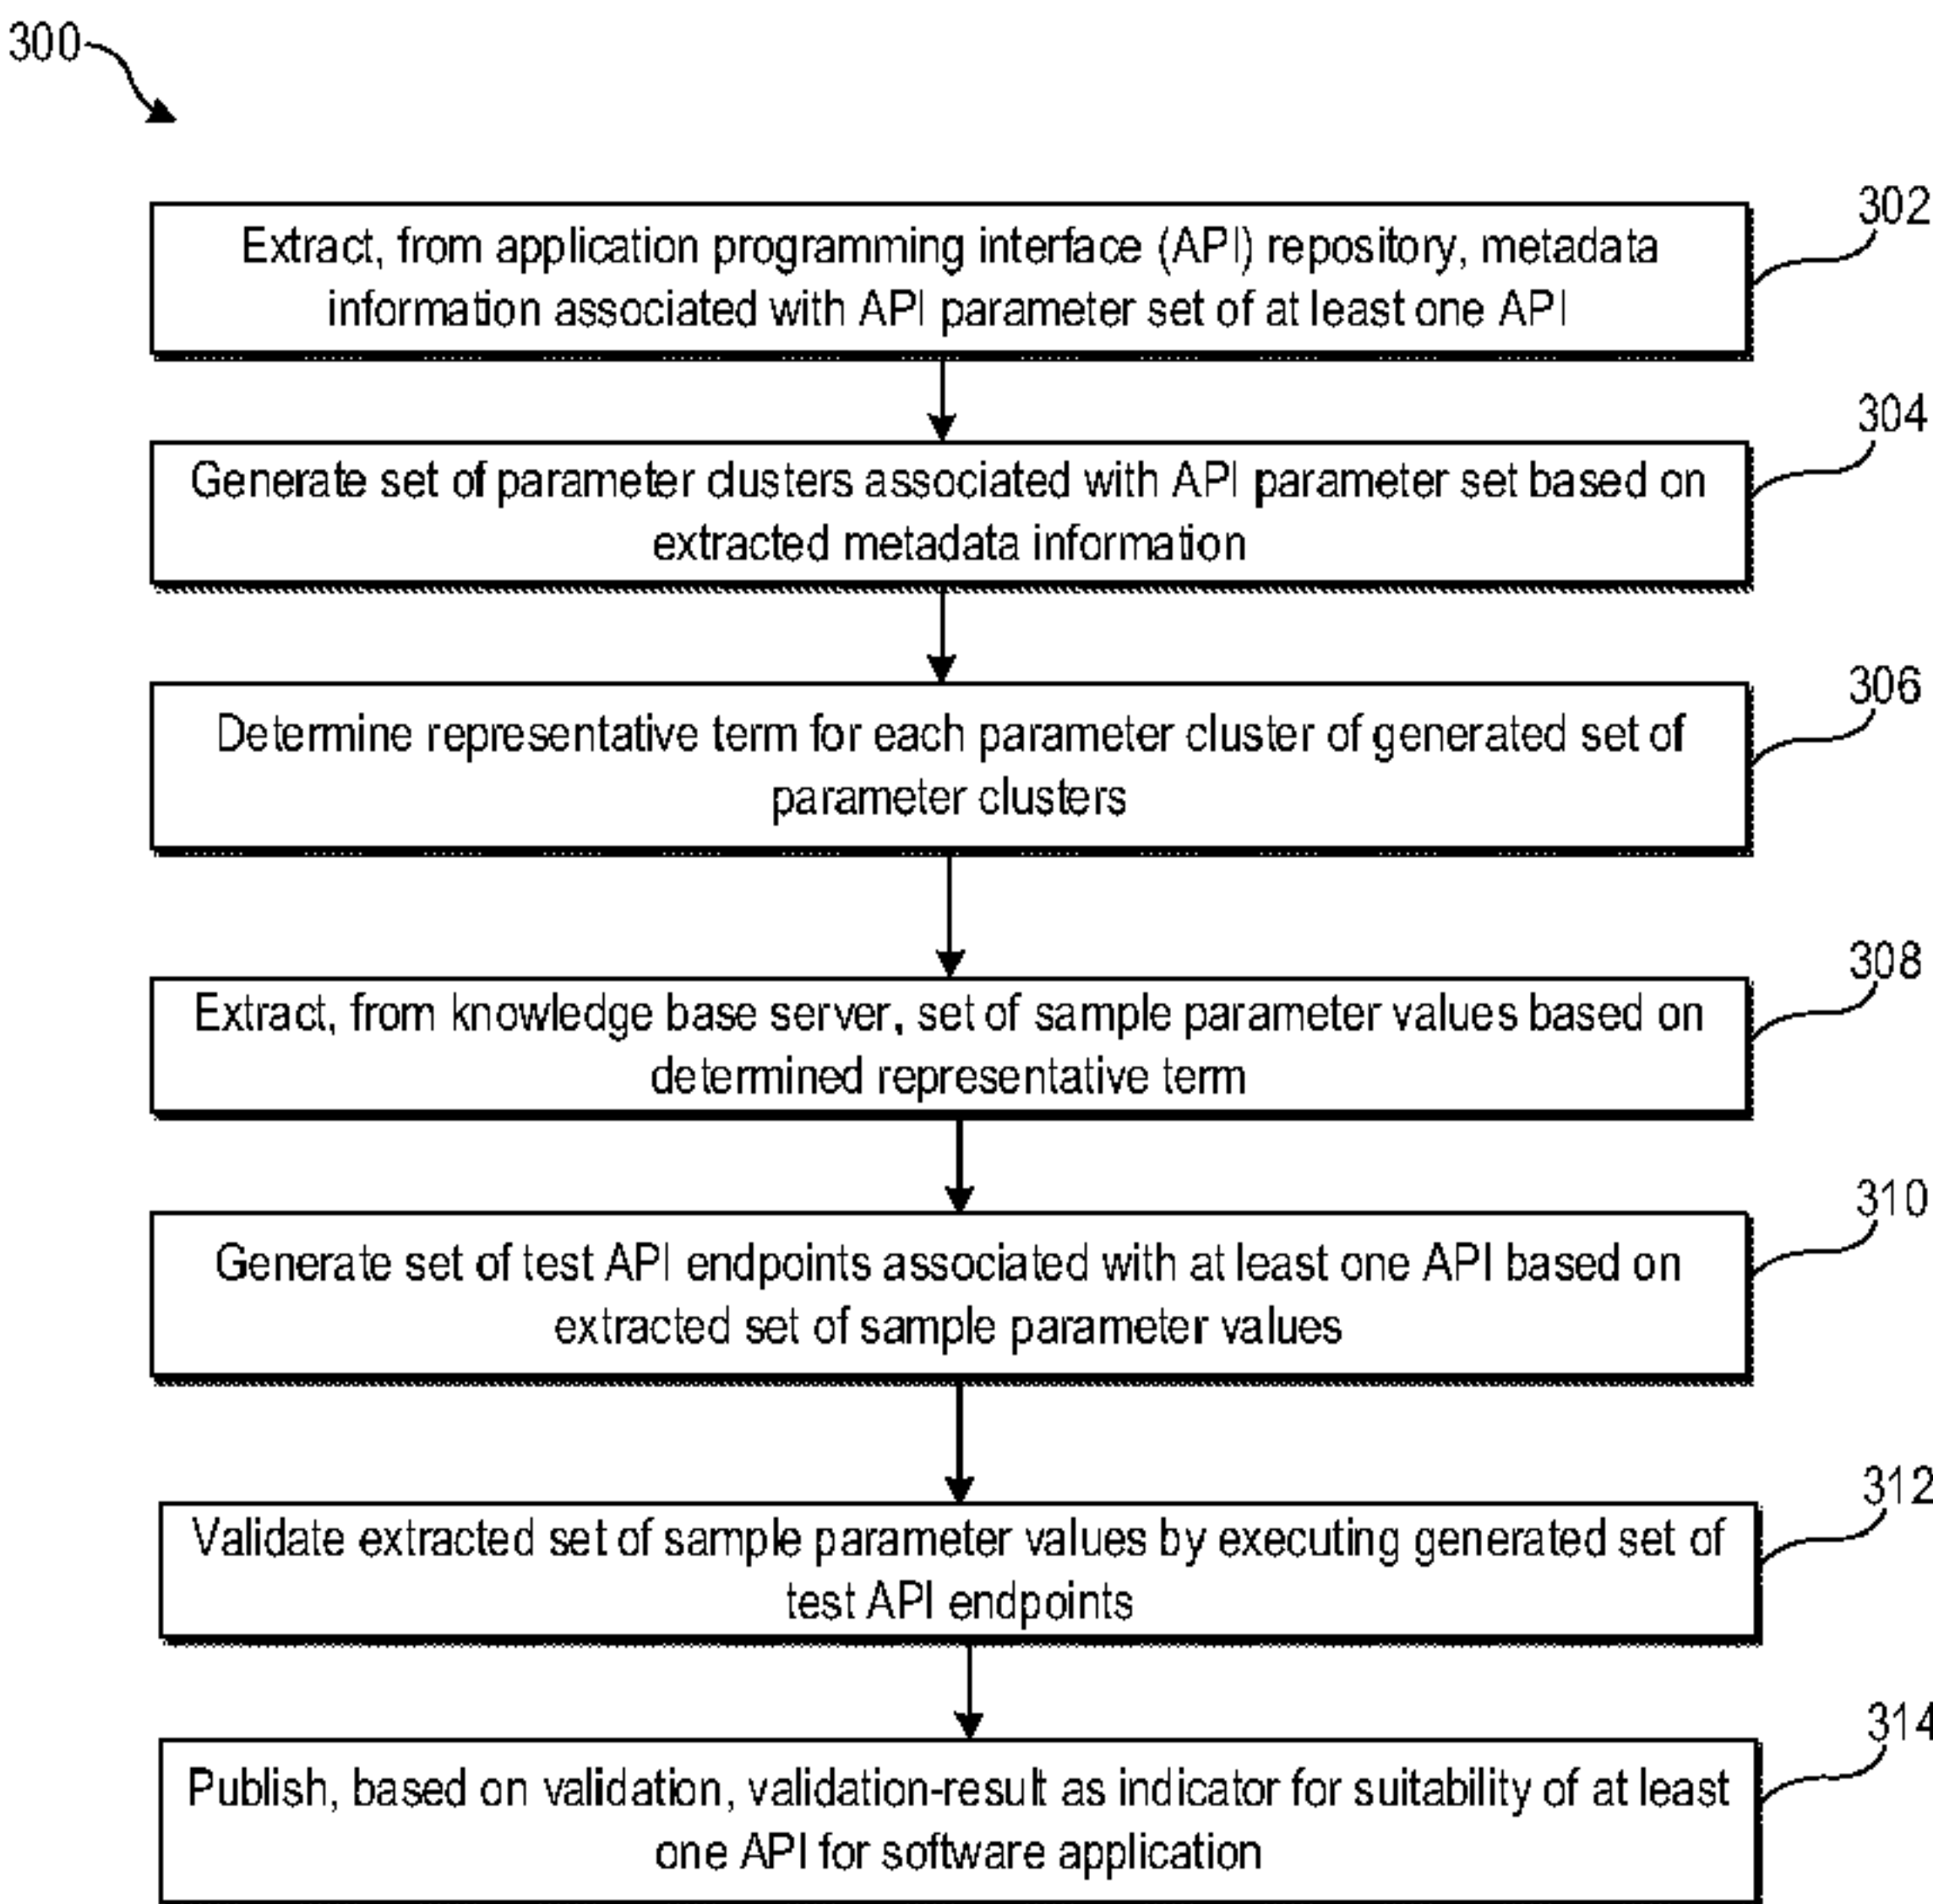 300
302
Extract, from application programming interface (API) repository, metadata
information associated with API parameter set of at least one API
304
Generate set of parameter clusters associated with API parameter set based on
extracted metadata information
306
Determine representative term for each parameter cluster of generated set of
parameter clusters
308
Extract, from knowledge base server, set of sample parameter values based on
determined representative term
310
Generate set of test API endpoints associated with at least one API based on
extracted set of sample parameter values
312
Validate extracted set of sample parameter values by executing generated set of
test API endpoints
314
Publish, based on validation, validation-result as indicator for suitability of at least
one API for software application